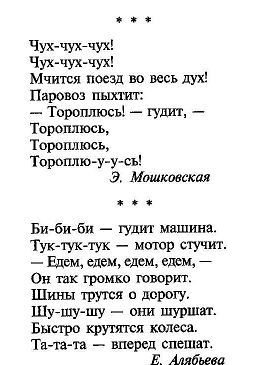 * * *
Чух-чух-чух!
Чух-чух-чух!
Мчится поезд во весь дух!
Паровоз пыхтит:
— Тороплюсь! — гудит, —
Тороплюсь,
Тороплюсь,
Тороплю-у-у-сь!
Э. Мошковская
* * *
Би-би-би — гудит машина.
Тук-тук-тук — мотор стучит.
— Едем, едем, едем, едем, —
Он так громко говорит.
Шины трутся о дорогу.
Шу-шу-шу — они шуршат.
Быстро крутятся колеса.
Та-та-та — вперед спешат.
Е. Алябьева